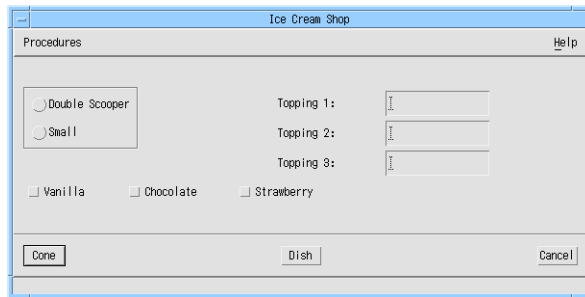 Ice Cream Shop
Procedures Help
Double Scooper Topping 1:
Small Topping 2:
Topping 3:
Vanilla Chocolate Strawberry
Cone Dish Cancel